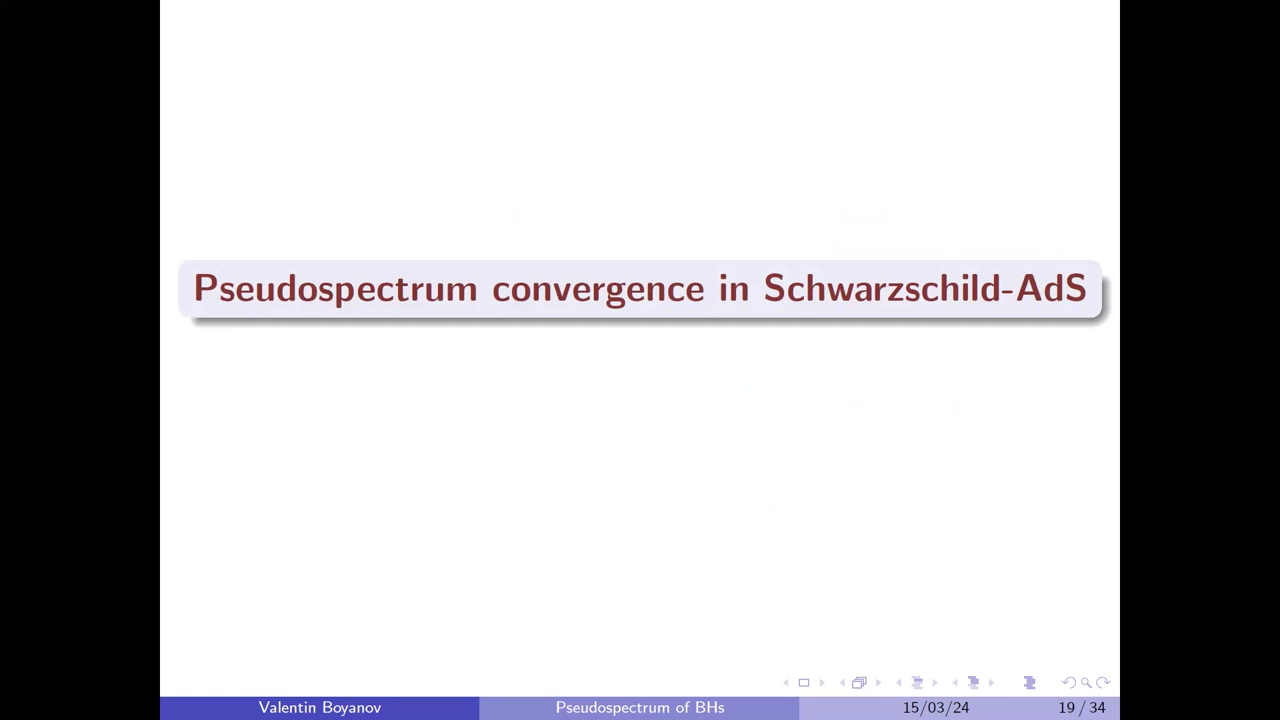 Pseudospectrum convergence in Schwarzschild-AdS
Valentin Boyanov
Pseudospectrum of BHs
15/03/24
19 / 34